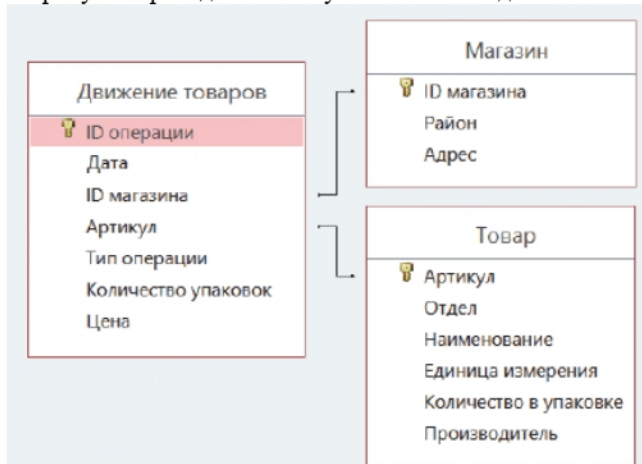 Движение товаров
ID операции
Дата
ID магазина
Артикул
Тип операции
Количество упаковок
Цена
Магазин
ID магазина
Район
Адрес
Товар
Артикул
Отдел
Наименование
Единица измерения
Количество в упаковке
Производитель